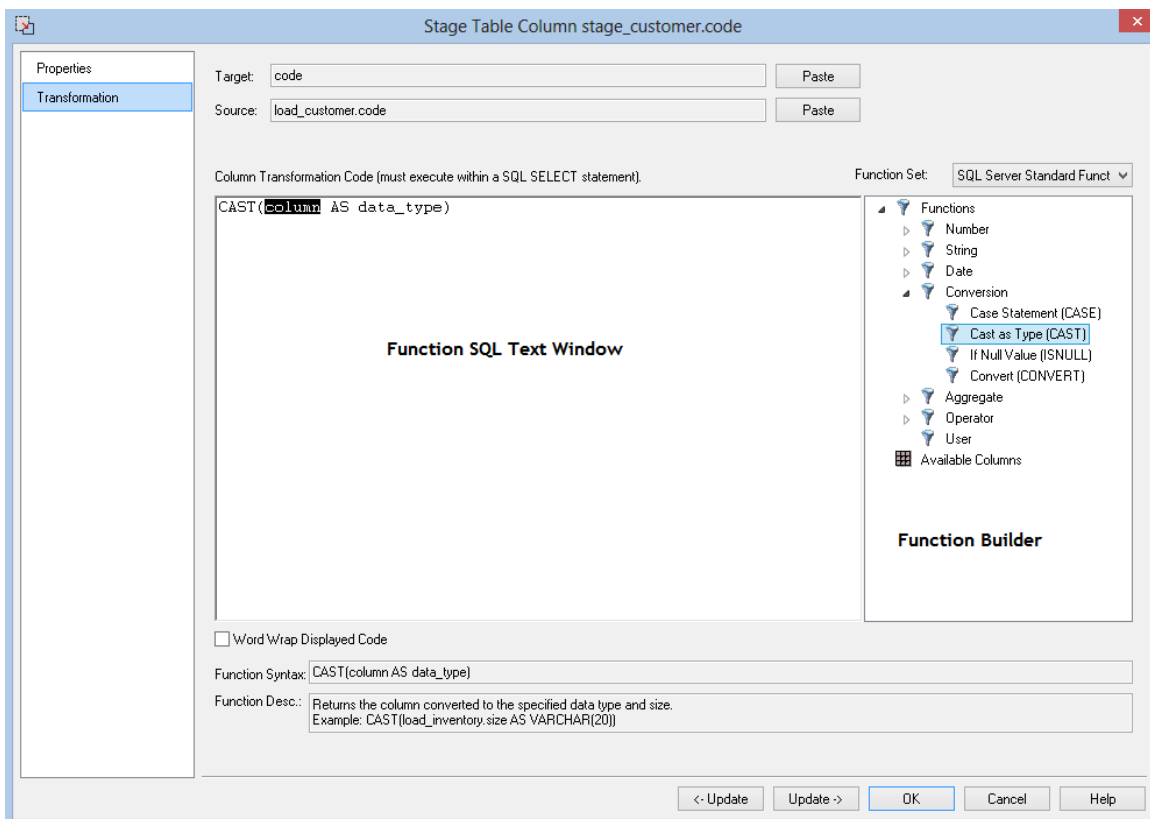 Stage Table Column stage_customer.code
Properties
Transformation
Target: code Paste
Source: load_customer.code Paste
Column Transformation Code (must execute within a SQL SELECT statement). Function Set: SQL Server Standard Funct
CAST(column AS data_type)
Function SQL Text Window
Functions
Number
String
Date
Conversion
Case Statement (CASE)
Cast as Type (CAST)
If Null Value (ISNULL)
Convert (CONVERT)
Aggregate
Operator
User
Available Columns
Function Builder
Word Wrap Displayed Code
Function Syntax: CAST(column AS data_type)
Function Desc.: Returns the column converted to the specified data type and size.
Example: CAST(load_inventory.size AS VARCHAR(20))
<- Update Update -> OK Cancel Help